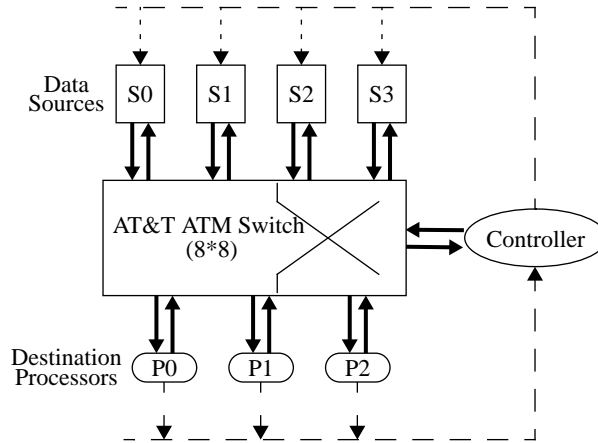 Data
Sources
S0
S1
S2
S3
AT&T ATM Switch
(8*8)
Controller
Destination
Processors
P0
P1
P2